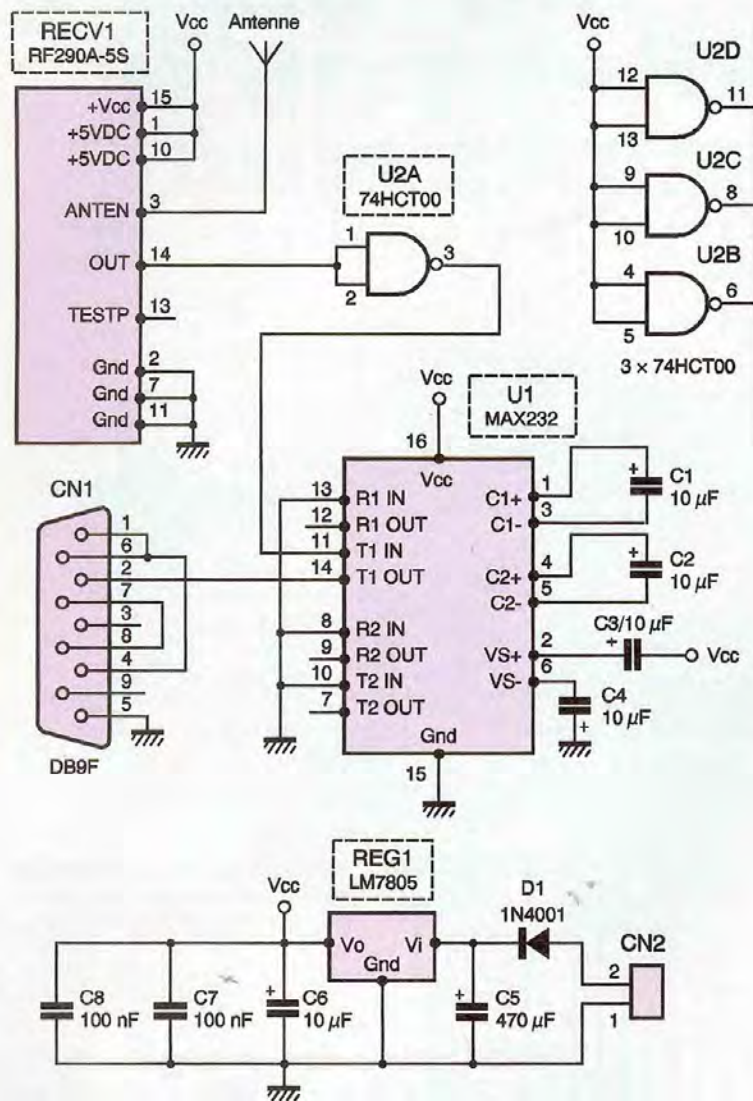 RECV1
RF290A-5S
Vcc
Antenne
+Vcc
15
+5VDC
1
+5VDC
10
ANTEN
3
OUT
14
TESTP
13
Gnd
2
Gnd
7
Gnd
11
U2A
74HCT00
1
2
3
Vcc
U2D
12
13
11
U2C
9
10
8
U2B
4
5
6
3 × 74HCT00
CN1
1
6
2
7
3
8
4
9
5
DB9F
Vcc
U1
MAX232
16
Vcc
13
R1 IN
12
R1 OUT
11
T1 IN
14
T1 OUT
8
R2 IN
9
R2 OUT
10
T2 IN
7
T2 OUT
C1+
1
C1-
3
C2+
4
C2-
5
VS+
2
VS-
6
Gnd
15
C1
+
10 µF
C2
+
10 µF
C3/10 µF
+
Vcc
C4
10 µF
+
REG1
LM7805
Vcc
Vo
Vi
Gnd
D1
1N4001
CN2
2
1
C8
100 nF
C7
100 nF
+
C6
10 µF
+
C5
470 µF